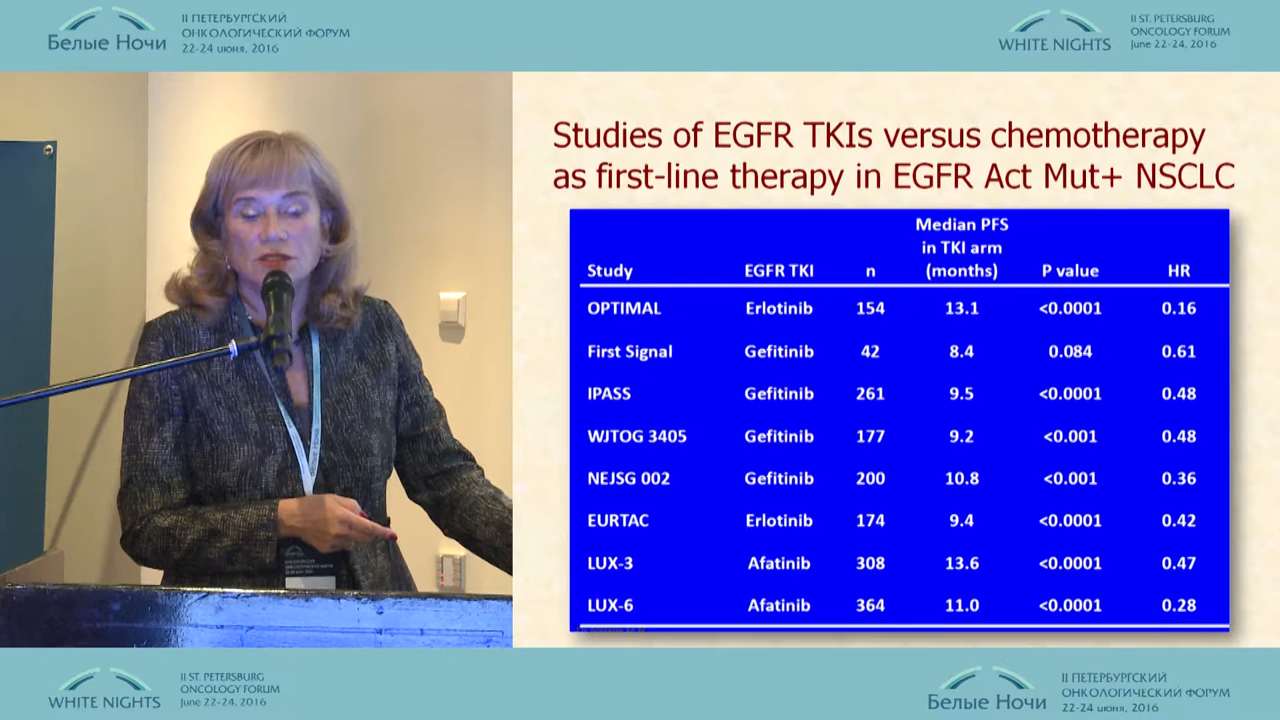 Белые Ночи
II ПЕТЕРБУРГСКИЙ
ОНКОЛОГИЧЕСКИЙ ФОРУМ
22-24 июня, 2016
WHITE NIGHTS
II ST. PETERSBURG
ONCOLOGY FORUM
June 22-24, 2016
Studies of EGFR TKIs versus chemotherapy
as first-line therapy in EGFR Act Mut+ NSCLC
Median PFS
in TKI arm
Study EGFR TKI n (months) P value HR
OPTIMAL Erlotinib 154 13.1 <0.0001 0.16
First Signal Gefitinib 42 8.4 0.084 0.61
IPASS Gefitinib 261 9.5 <0.0001 0.48
WJTOG 3405 Gefitinib 177 9.2 <0.001 0.48
NEJSG 002 Gefitinib 200 10.8 <0.001 0.36
EURTAC Erlotinib 174 9.4 <0.0001 0.42
LUX-3 Afatinib 308 13.6 <0.0001 0.47
LUX-6 Afatinib 364 11.0 <0.0001 0.28
WHITE NIGHTS
II ST. PETERSBURG
ONCOLOGY FORUM
June 22-24, 2016
Белые Ночи
II ПЕТЕРБУРГСКИЙ
ОНКОЛОГИЧЕСКИЙ ФОРУМ
22-24 июня, 2016